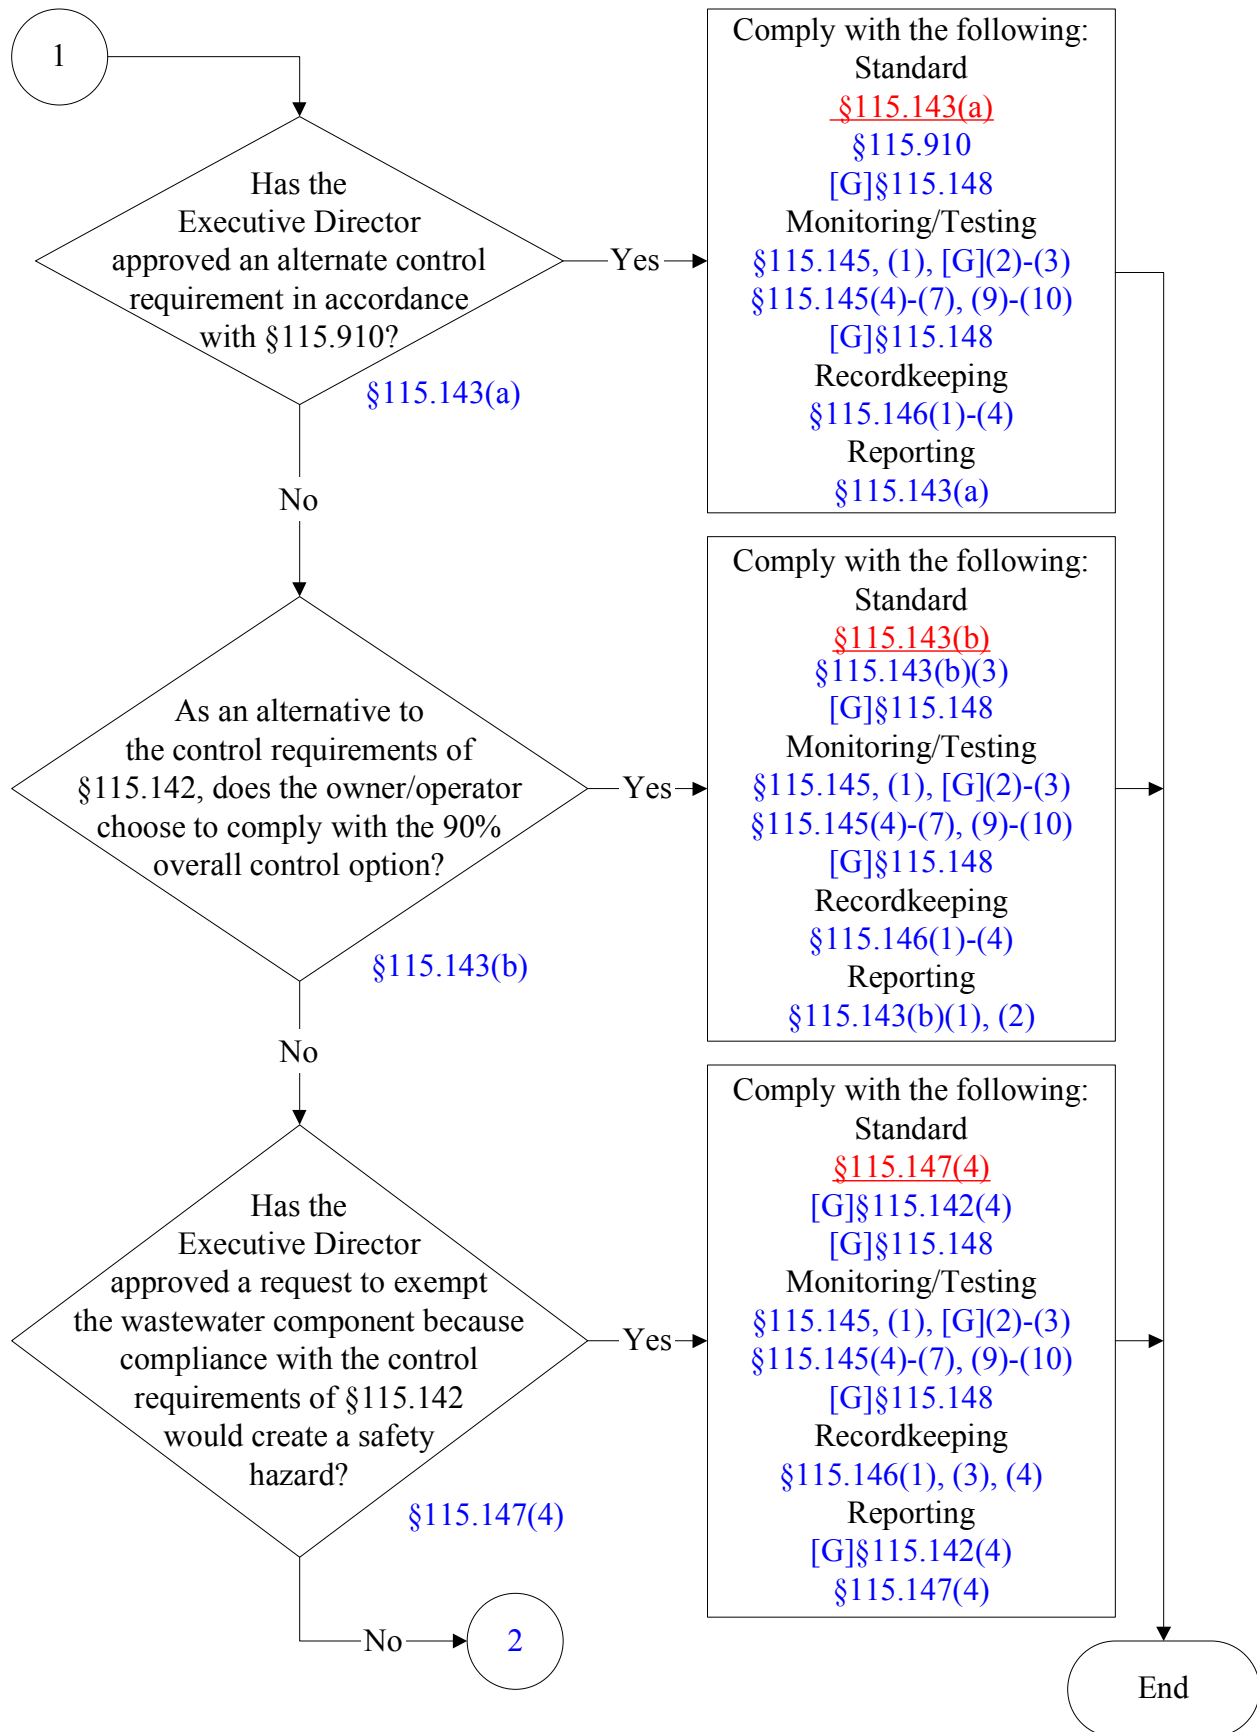 1
Has the
Executive Director
approved an alternate control
requirement in accordance
with §115.910?
§115.143(a)
Yes
Comply with the following:
Standard
§115.143(a)
§115.910
[G]§115.148
Monitoring/Testing
§115.145, (1), [G](2)-(3)
§115.145(4)-(7), (9)-(10)
[G]§115.148
Recordkeeping
§115.146(1)-(4)
Reporting
§115.143(a)
No
As an alternative to
the control requirements of
§115.142, does the owner/operator
choose to comply with the 90%
overall control option?
§115.143(b)
Yes
Comply with the following:
Standard
§115.143(b)
§115.143(b)(3)
[G]§115.148
Monitoring/Testing
§115.145, (1), [G](2)-(3)
§115.145(4)-(7), (9)-(10)
[G]§115.148
Recordkeeping
§115.146(1)-(4)
Reporting
§115.143(b)(1), (2)
No
Has the
Executive Director
approved a request to exempt
the wastewater component because
compliance with the control
requirements of §115.142
would create a safety
hazard?
§115.147(4)
Yes
Comply with the following:
Standard
§115.147(4)
[G]§115.142(4)
[G]§115.148
Monitoring/Testing
§115.145, (1), [G](2)-(3)
§115.145(4)-(7), (9)-(10)
[G]§115.148
Recordkeeping
§115.146(1), (3), (4)
Reporting
[G]§115.142(4)
§115.147(4)
No
2
End